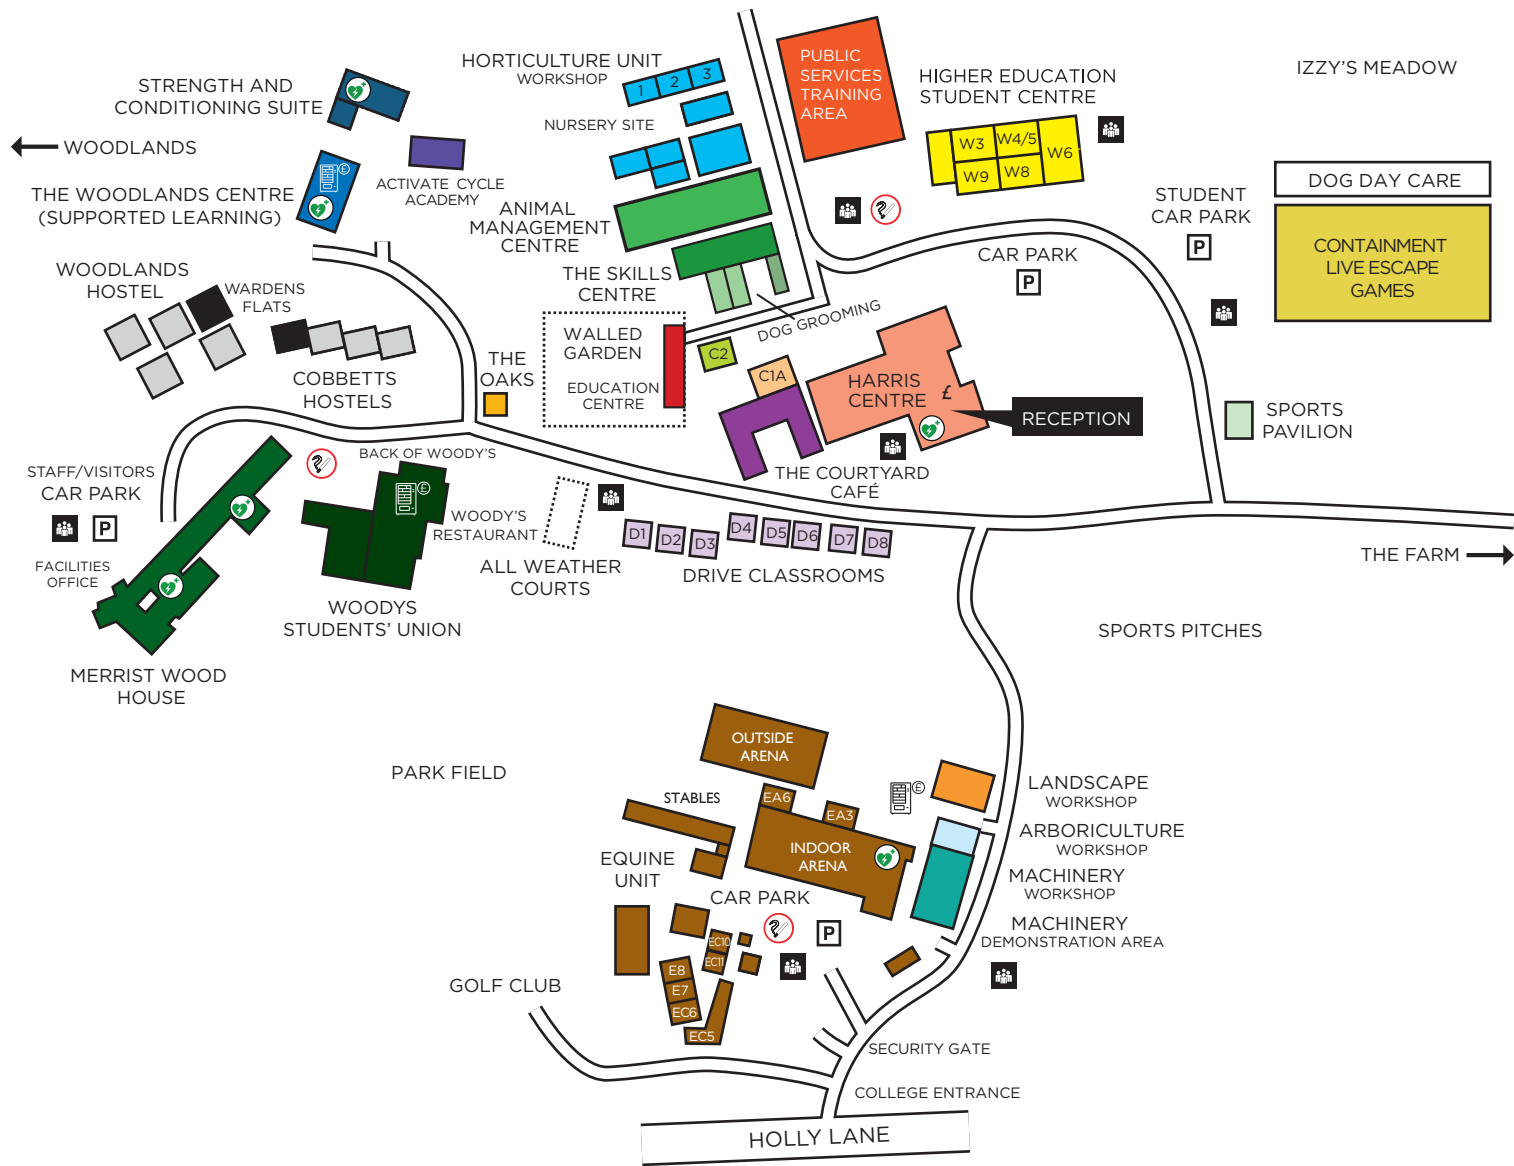 HORTICULTURE UNIT
WORKSHOP
1
2
3
NURSERY SITE
PUBLIC
SERVICES
TRAINING
AREA
HIGHER EDUCATION
STUDENT CENTRE
W3
W4/5
W6
W9
W8
IZZY'S MEADOW
STRENGTH AND
CONDITIONING SUITE
WOODLANDS
THE WOODLANDS CENTRE
(SUPPORTED LEARNING)
£
ACTIVATE CYCLE
ACADEMY
ANIMAL
MANAGEMENT
CENTRE
THE SKILLS
CENTRE
DOG GROOMING
STUDENT
CAR PARK
P
CAR PARK
P
DOG DAY CARE
CONTAINMENT
LIVE ESCAPE
GAMES
WOODLANDS
HOSTEL
WARDENS
FLATS
COBBETTS
HOSTELS
THE
OAKS
WALLED
GARDEN
EDUCATION
CENTRE
C2
C1A
HARRIS
CENTRE
£
RECEPTION
SPORTS
PAVILION
THE COURTYARD
CAFÉ
STAFF/VISITORS
CAR PARK
P
FACILITIES
OFFICE
BACK OF WOODY'S
£
WOODY'S
RESTAURANT
ALL WEATHER
COURTS
D1
D2
D3
D4
D5
D6
D7
D8
DRIVE CLASSROOMS
THE FARM
WOODYS
STUDENTS' UNION
MERRIST WOOD
HOUSE
SPORTS PITCHES
PARK FIELD
OUTSIDE
ARENA
STABLES
EA6
EA3
INDOOR
ARENA
£
LANDSCAPE
WORKSHOP
ARBORICULTURE
WORKSHOP
MACHINERY
WORKSHOP
MACHINERY
DEMONSTRATION AREA
EQUINE
UNIT
CAR PARK
P
EC10
EC11
E8
E7
EC6
EC5
GOLF CLUB
SECURITY GATE
COLLEGE ENTRANCE
HOLLY LANE